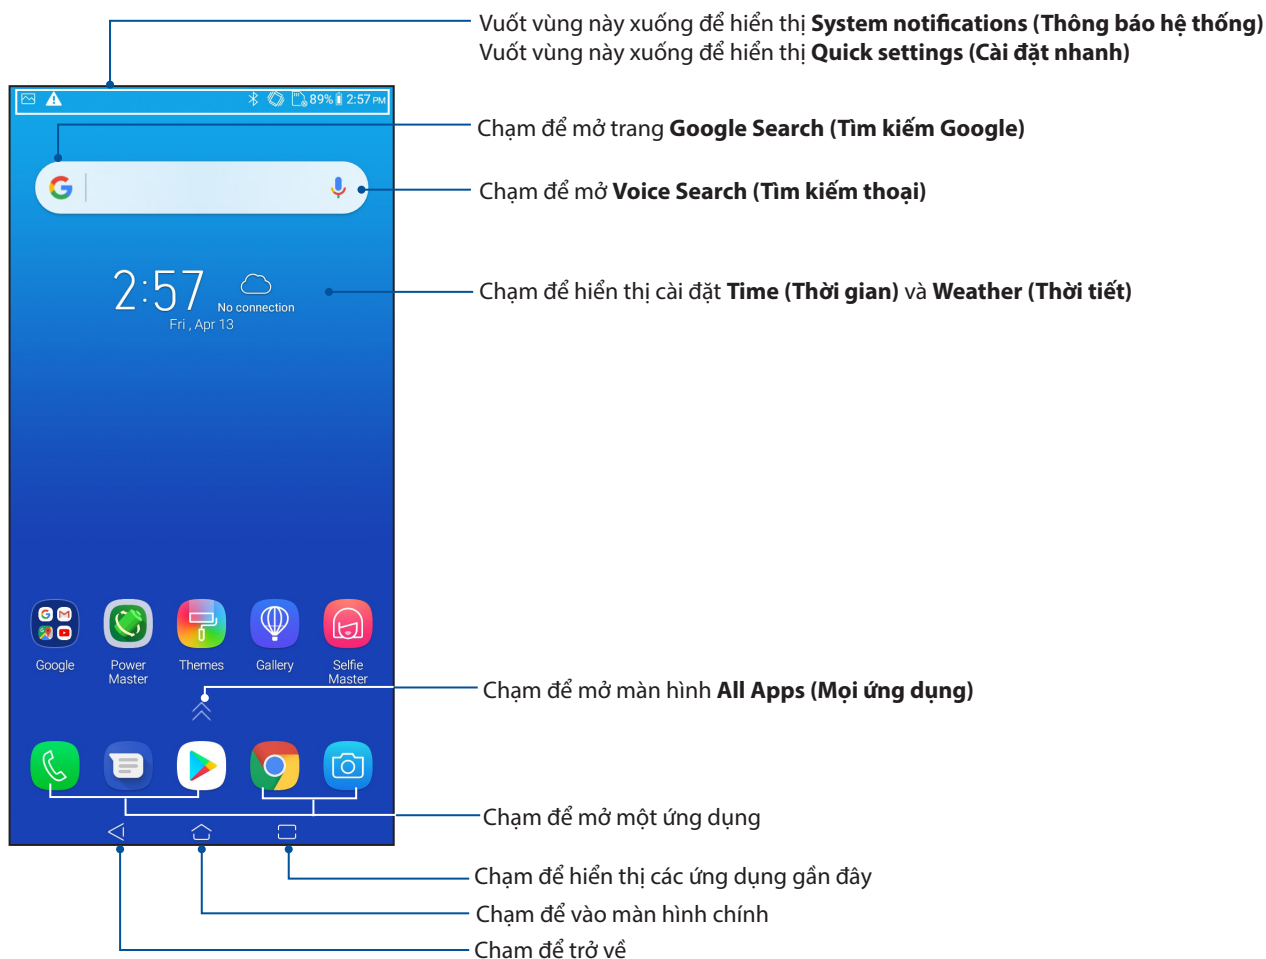 Vuốt vùng này xuống để hiển thị System notifications (Thông báo hệ thống)
Vuốt vùng này xuống để hiển thị Quick settings (Cài đặt nhanh)
89% 2:57 PM
Chạm để mở trang Google Search (Tìm kiếm Google)
G
Chạm để mở Voice Search (Tìm kiếm thoại)
2:57
No connection
Fri , Apr 13
Chạm để hiển thị cài đặt Time (Thời gian) và Weather (Thời tiết)
Google
Power
Master
Themes
Gallery
Selfie
Master
Chạm để mở màn hình All Apps (Mọi ứng dụng)
Chạm để mở một ứng dụng
Chạm để hiển thị các ứng dụng gần đây
Chạm để vào màn hình chính
Chạm để trở về